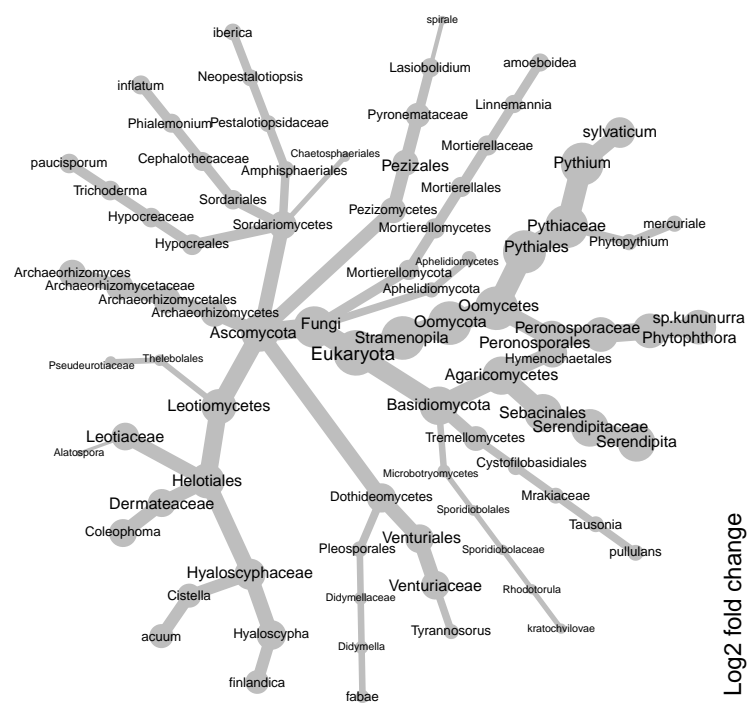 spirale
iberica
Lasiobolidium
amoeboidea
Neopestalotiopsis
inflatum
Linnemannia
Pyronemataceae
Phialemonium
Pestalotiopsidaceae
sylvaticum
Mortierellaceae
Chaetosphaeriales
Cephalothecaceae
paucisporum
Pythium
Pezizales
Amphisphaeriales
Trichoderma
Mortierellales
Sordariales
Pezizomycetes
Hypocreaceae
Sordariomycetes
Mortierellomycetes
Pythiaceae
mercuriale
Hypocreales
Phytopythium
Pythiales
Aphelidiomycetes
Archaeorhizomyces
Mortierellomycota
Archaeorhizomycetaceae
Aphelidiomycota
Archaeorhizomycetales
Oomycetes
Archaeorhizomycetes
sp.kununurra
Fungi
Oomycota
Peronosporaceae
Ascomycota
Stramenopila
Phytophthora
Peronosporales
Eukaryota
Hymenochaetales
Thelebolales
Pseudeurotiaceae
Agaricomycetes
Leotiomycetes
Basidiomycota
Sebacinales
Serendipitaceae
Leotiaceae
Tremellomycetes
Serendipita
Alatospora
Cystofilobasidiales
Microbotryomycetes
Helotiales
Dothideomycetes
Mrakiaceae
Dermateaceae
Sporidiobolales
Tausonia
Coleophoma
Venturiales
Pleosporales
Sporidiobolaceae
pullulans
Hyaloscyphaceae
Venturiaceae
Rhodotorula
Cistella
Didymellaceae
kratochvilovae
Tyrannosorus
acuum
Hyaloscypha
Didymella
finlandica
fabae
Log2 fold change